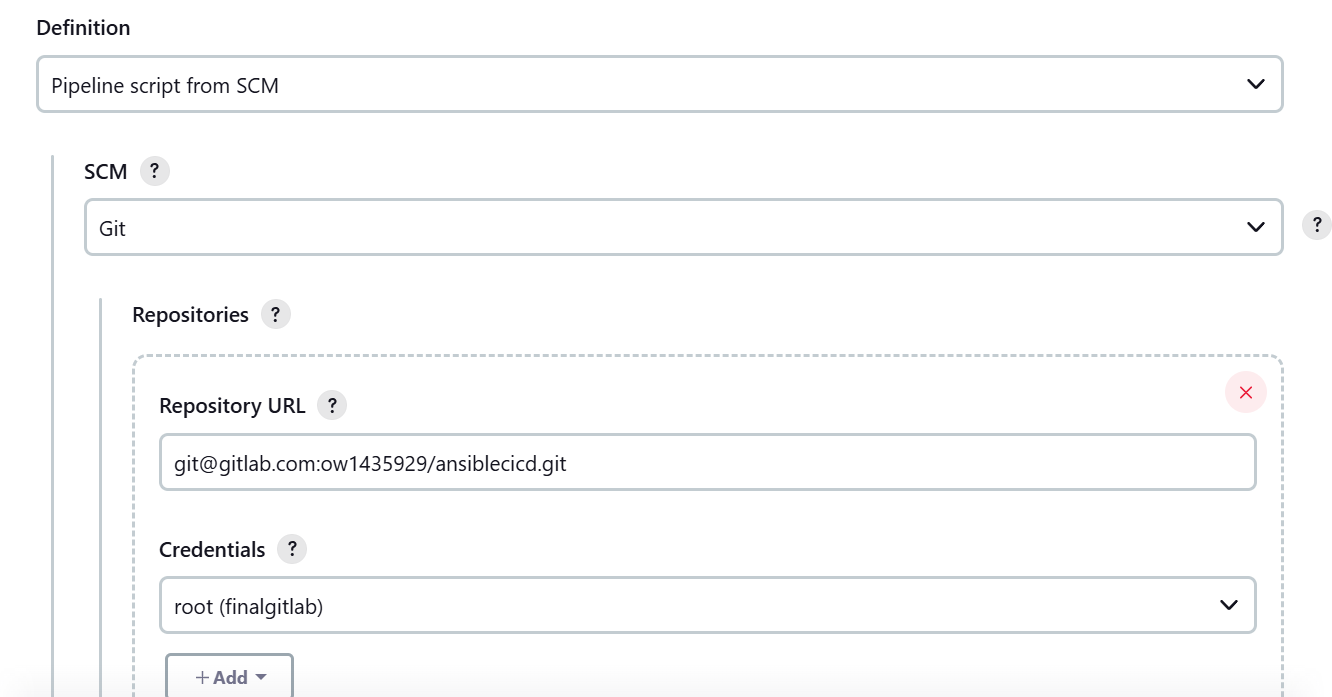 Definition
Pipeline script from SCM
SCM ?
Git
?
Repositories ?
Repository URL ?
git@gitlab.com:ow1435929/ansiblecicd.git
Credentials ?
root (finalgitlab)
+ Add